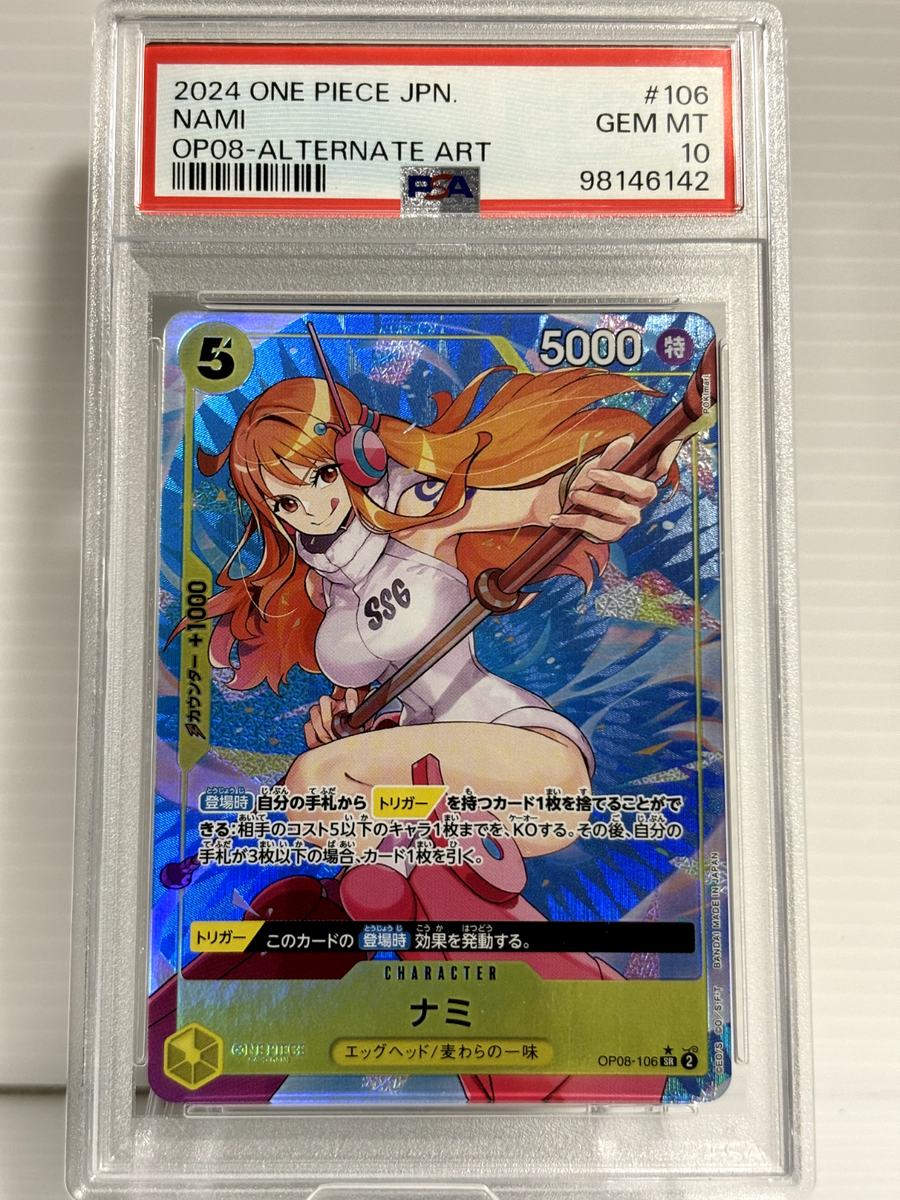 2024 ONE PIECE JPN.
#106
NAMI
GEM MT
OP08-ALTERNATE ART
10
PSA
98146142
5
5000
特
カウンター +1000
SSG
登場時 自分の手札から トリガー を持つカード1枚を捨てることがで
きる:相手のコスト5以下のキャラ1枚までを、KOする。その後、自分の
手札が3枚以下の場合、カード1枚を引く。
トリガー このカードの 登場時 効果を発動する。
CHARACTER
ナミ
エッグヘッド/麦わらの一味
ONE PIECE
OP08-106 SR 2
BANDAI MADE IN JAPAN